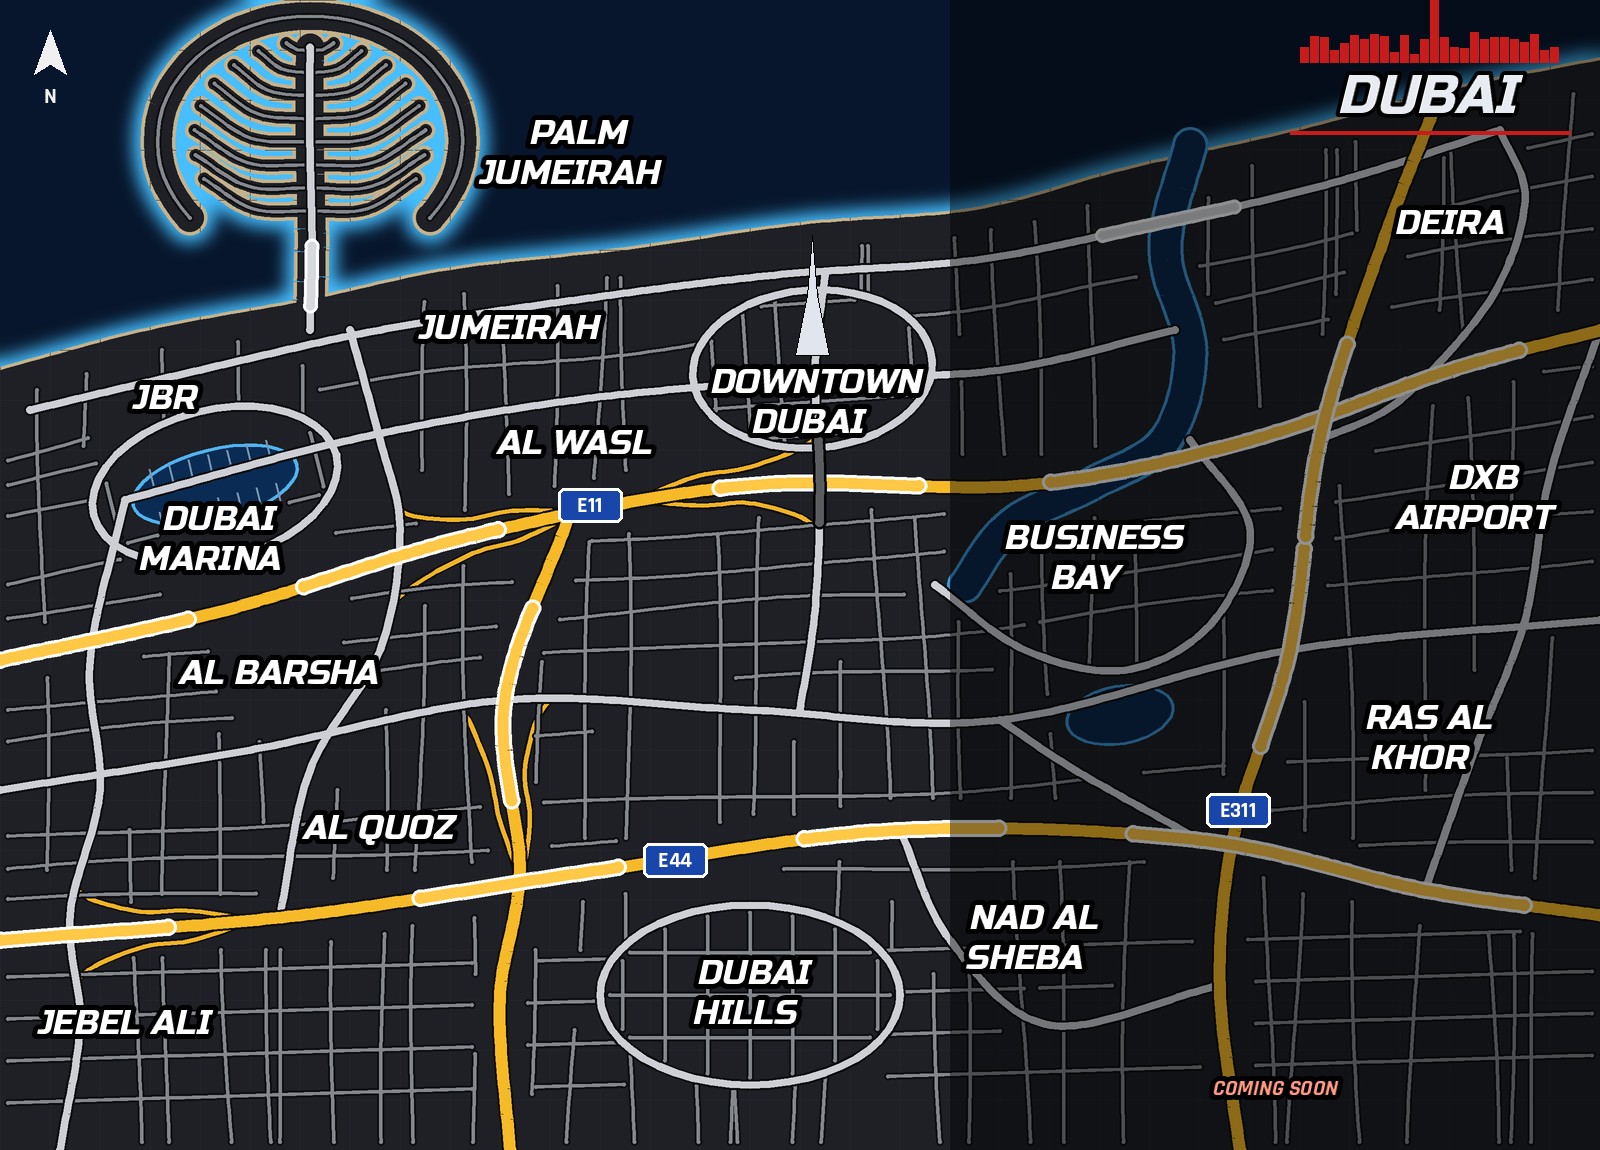 N
DUBAI
PALM
JUMEIRAH
DEIRA
JUMEIRAH
JBR
DOWNTOWN
DUBAI
AL WASL
E11
DXB
AIRPORT
DUBAI
MARINA
BUSINESS
BAY
AL BARSHA
RAS AL
KHOR
E311
AL QUOZ
E44
NAD AL
SHEBA
DUBAI
HILLS
JEBEL ALI
COMING SOON